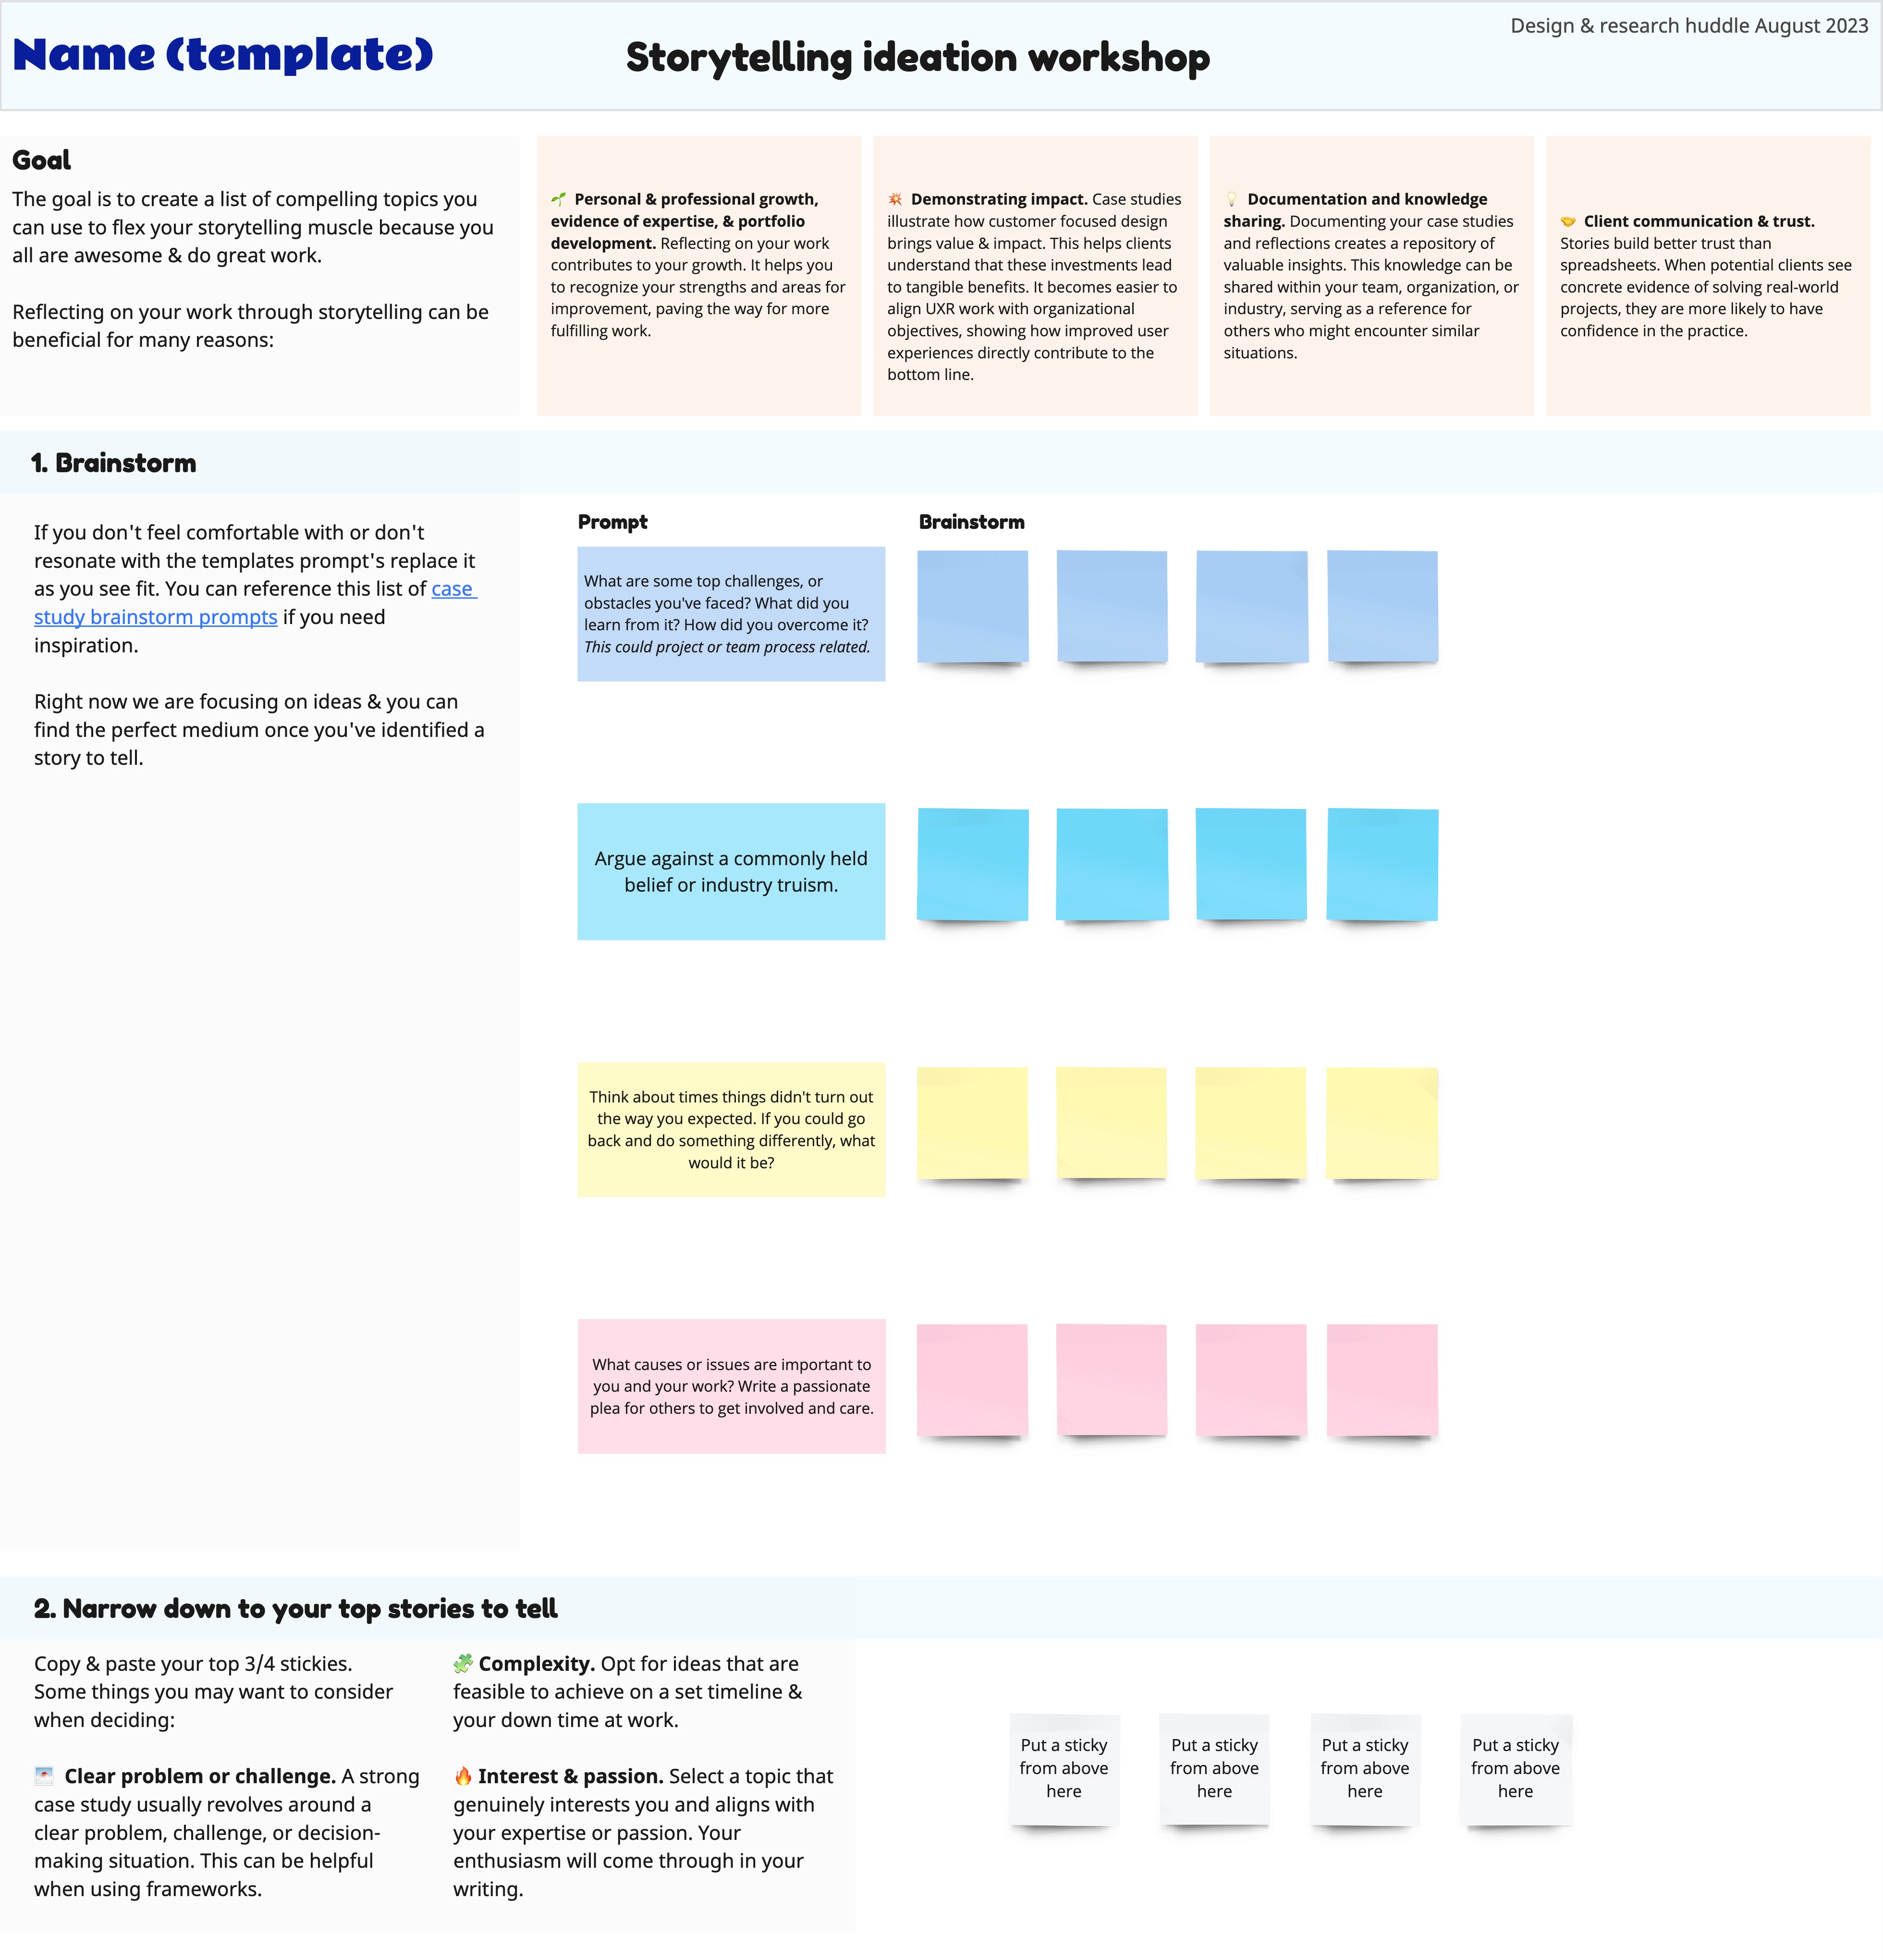 Name (template)
Storytelling ideation workshop
Design & research huddle August 2023
Goal
The goal is to create a list of compelling topics you
can use to flex your storytelling muscle because you
all are awesome & do great work.
Reflecting on your work through storytelling can be
beneficial for many reasons:
🌱 Personal & professional growth,
evidence of expertise, & portfolio
development. Reflecting on your work
contributes to your growth. It helps you
to recognize your strengths and areas for
improvement, paving the way for more
fulfilling work.
💥 Demonstrating impact. Case studies
illustrate how customer focused design
brings value & impact. This helps clients
understand that these investments lead
to tangible benefits. It becomes easier to
align UXR work with organizational
objectives, showing how improved user
experiences directly contribute to the
bottom line.
💡 Documentation and knowledge
sharing. Documenting your case studies
and reflections creates a repository of
valuable insights. This knowledge can be
shared within your team, organization, or
industry, serving as a reference for
others who might encounter similar
situations.
🤝 Client communication & trust.
Stories build better trust than
spreadsheets. When potential clients see
concrete evidence of solving real-world
projects, they are more likely to have
confidence in the practice.
1. Brainstorm
If you don't feel comfortable with or don't
resonate with the templates prompt's replace it
as you see fit. You can reference this list of case
study brainstorm prompts if you need
inspiration.
Right now we are focusing on ideas & you can
find the perfect medium once you've identified a
story to tell.
Prompt
Brainstorm
What are some top challenges, or
obstacles you've faced? What did you
learn from it? How did you overcome it?
This could project or team process related.
Argue against a commonly held
belief or industry truism.
Think about times things didn't turn out
the way you expected. If you could go
back and do something differently, what
would it be?
What causes or issues are important to
you and your work? Write a passionate
plea for others to get involved and care.
2. Narrow down to your top stories to tell
Copy & paste your top 3/4 stickies.
Some things you may want to consider
when deciding:
Clear problem or challenge. A strong
case study usually revolves around a
clear problem, challenge, or decision-
making situation. This can be helpful
when using frameworks.
🧩 Complexity. Opt for ideas that are
feasible to achieve on a set timeline &
your down time at work.
🔥 Interest & passion. Select a topic that
genuinely interests you and aligns with
your expertise or passion. Your
enthusiasm will come through in your
writing.
Put a sticky
from above
here
Put a sticky
from above
here
Put a sticky
from above
here
Put a sticky
from above
here